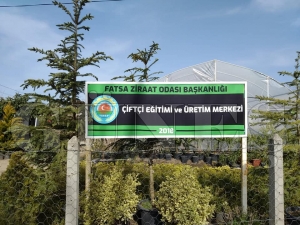 FATSA ZİRAAT ODASI BAŞKANLIĞI
ÇİFTÇİ EĞİTİMİ ve ÜRETİM MERKEZİ
2018